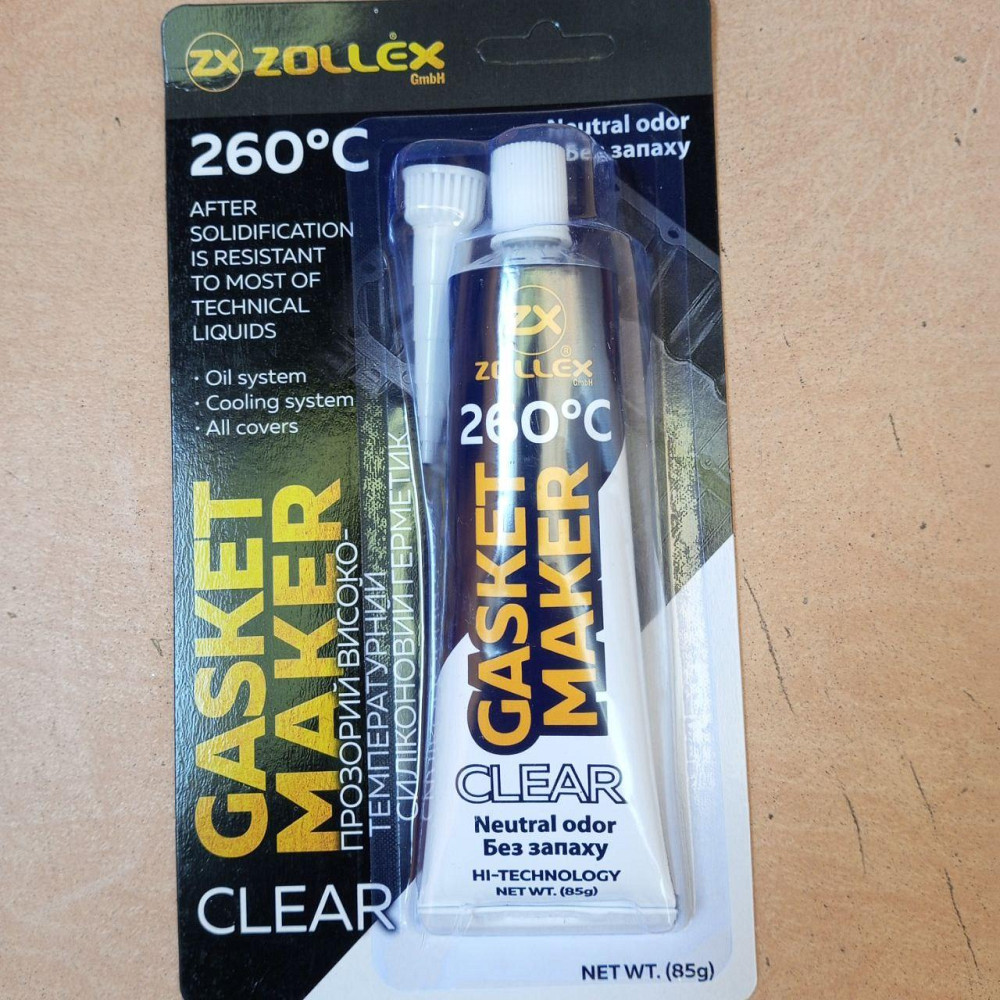 ZX ZOLLEX
GmbH
260°C
Neutral odor
Без запаху
AFTER
SOLIDIFICATION
IS RESISTANT
TO MOST OF
TECHNICAL
LIQUIDS
• Oil system
• Cooling system
• All covers
GASKET
MAKER
ПРОЗОРИЙ ВИСОКО-
ТЕМПЕРАТУРНИЙ
СИЛІКОНОВИЙ ГЕРМЕТИК
CLEAR
ZX
ZOLLEX
GmbH
260°C
GASKET
MAKER
CLEAR
Neutral odor
Без запаху
HI-TECHNOLOGY
NET WT. (85g)
NET WT. (85g)